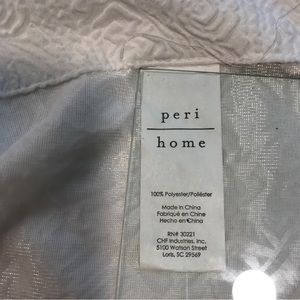 peri
home
100% Polyester/Poliéster
Made in China
Fabriqué en Chine
Hecho en China
RN# 30221
CHF Industries, Inc.
5100 Watson Street
Loris, SC 29569